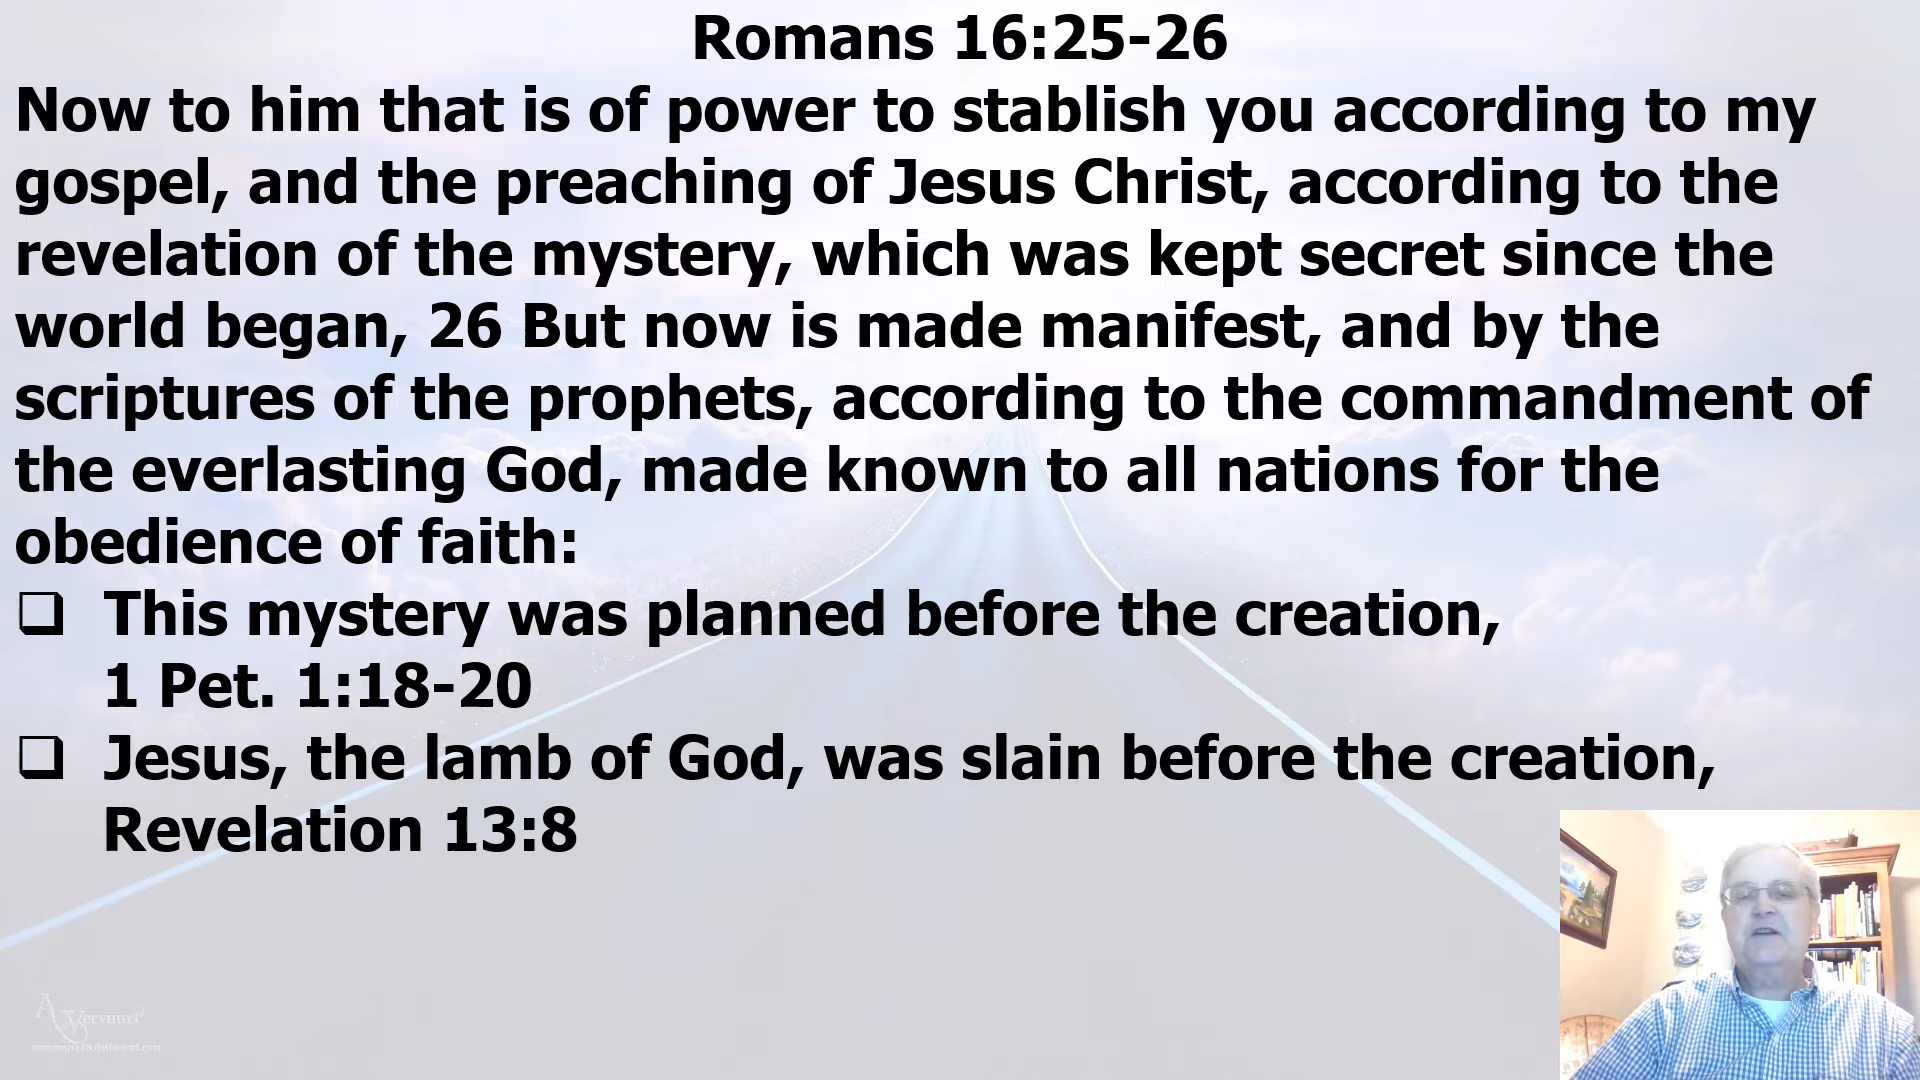 Romans 16:25-26
Now to him that is of power to stablish you according to my
gospel, and the preaching of Jesus Christ, according to the
revelation of the mystery, which was kept secret since the
world began, 26 But now is made manifest, and by the
scriptures of the prophets, according to the commandment of
the everlasting God, made known to all nations for the
obedience of faith:
❑ This mystery was planned before the creation,
1 Pet. 1:18-20
❑ Jesus, the lamb of God, was slain before the creation,
Revelation 13:8